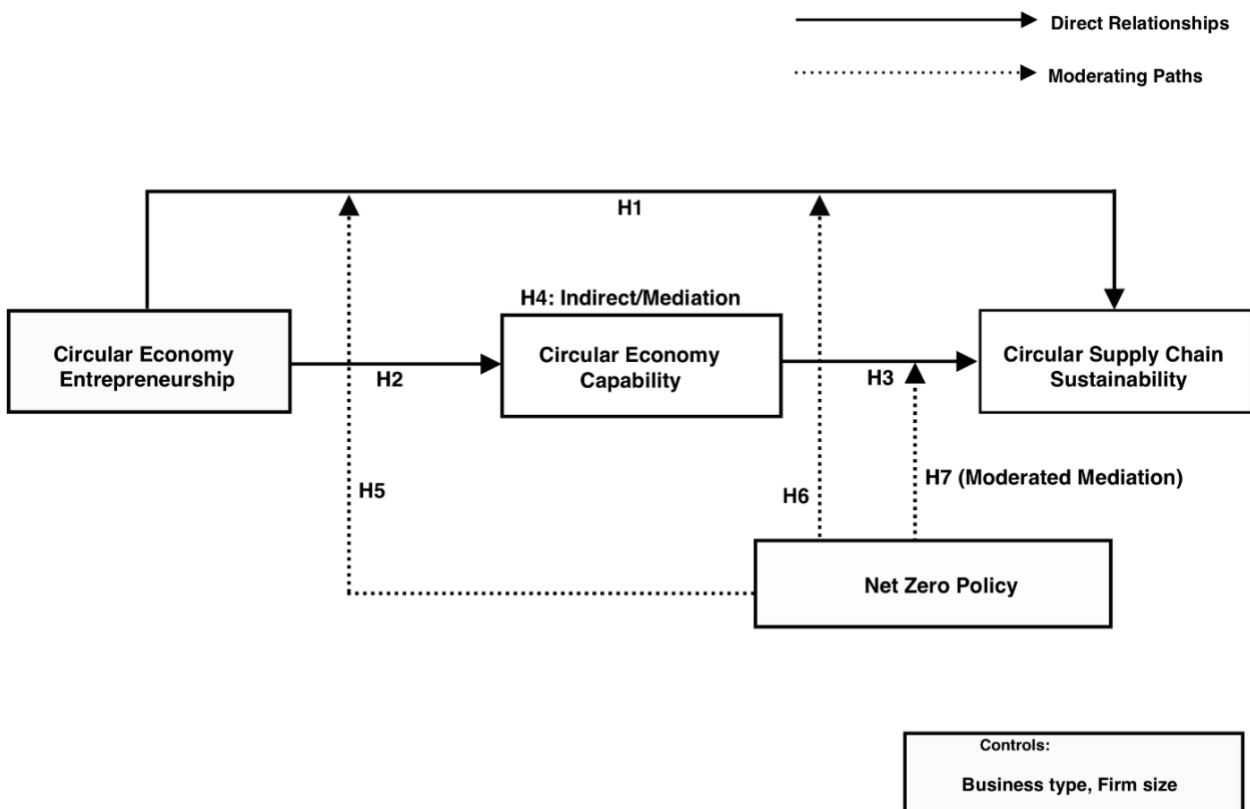 Direct Relationships
Moderating Paths
H1
H4: Indirect/Mediation
Circular Economy
Entrepreneurship
H2
Circular Economy
Capability
H3
Circular Supply Chain
Sustainability
H5
H6
H7 (Moderated Mediation)
Net Zero Policy
Controls:
Business type, Firm size